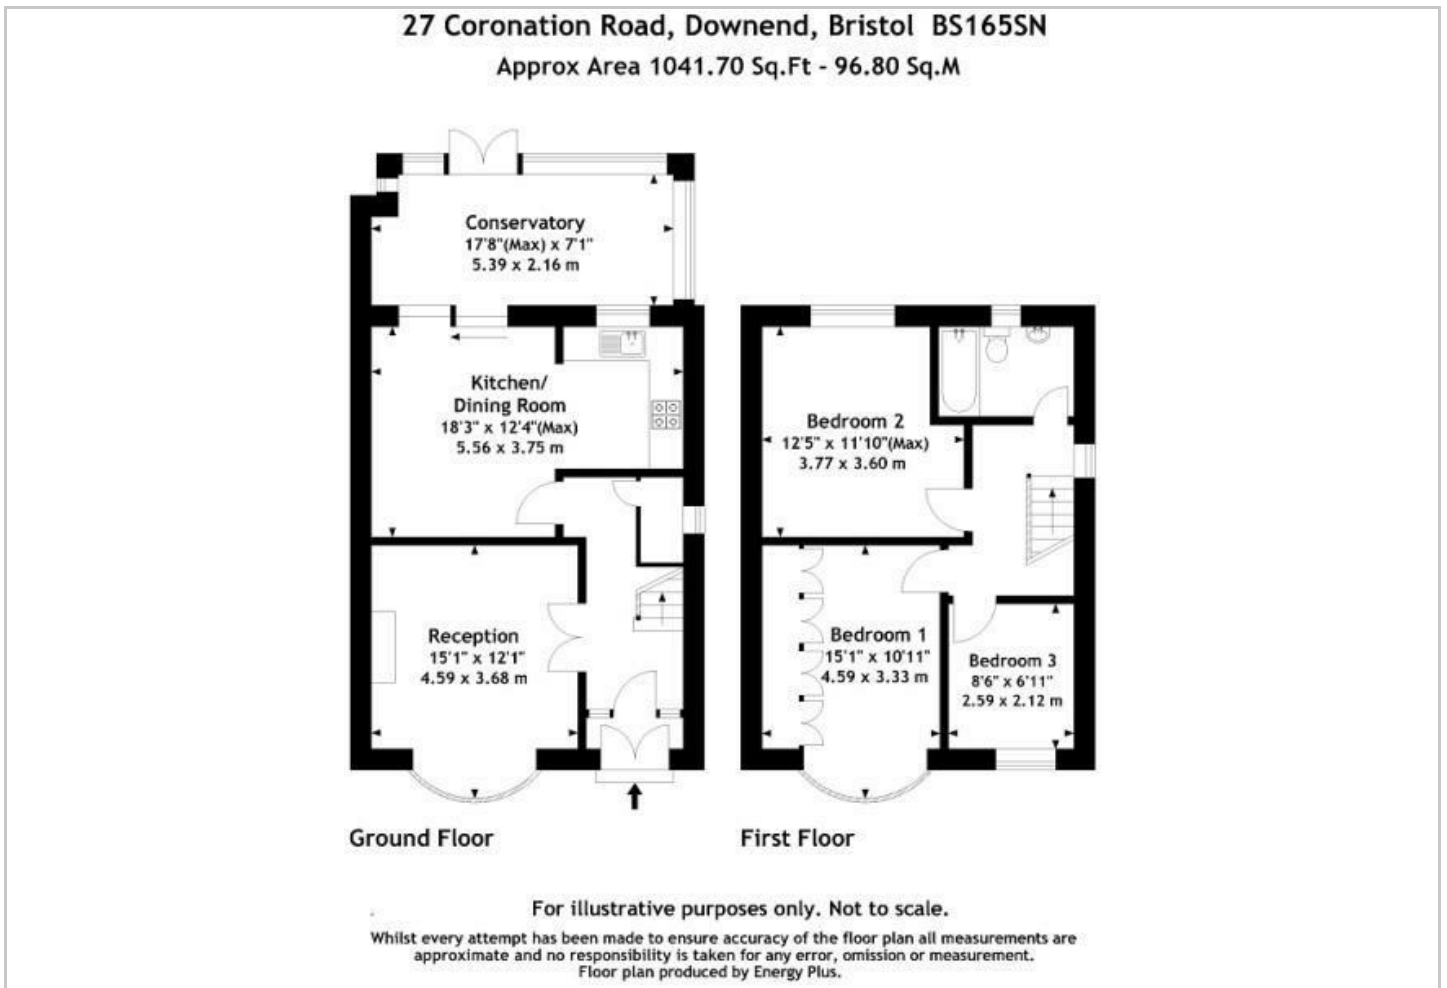 27 Coronation Road, Downend, Bristol BS165SN
Approx Area 1041.70 Sq.Ft - 96.80 Sq.M
Conservatory
17'8"(Max) x 7'1"
5.39 x 2.16 m
Kitchen/
Dining Room
18'3" x 12'4"(Max)
5.56 x 3.75 m
Reception
15'1" x 12'1"
4.59 x 3.68 m
Ground Floor
Bedroom 2
12'5" x 11'10"(Max)
3.77 x 3.60 m
Bedroom 1
15'1" x 10'11"
4.59 x 3.33 m
Bedroom 3
8'6" x 6'11"
2.59 x 2.12 m
First Floor
For illustrative purposes only. Not to scale.
Whilst every attempt has been made to ensure accuracy of the floor plan all measurements are
approximate and no responsibility is taken for any error, omission or measurement.
Floor plan produced by Energy Plus.